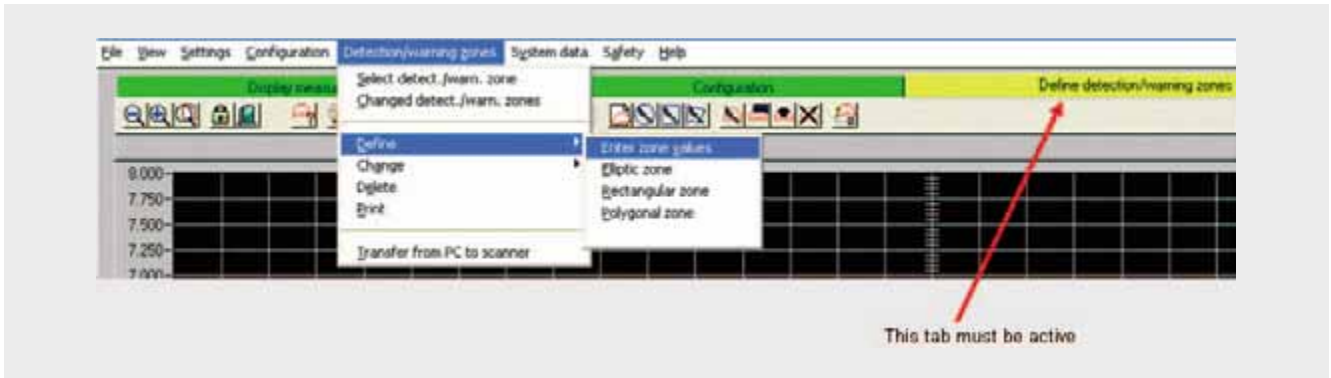 File View Settings Configuration Detection/warning zones System data Safety Help
Display Configuration Define detection/warning zones
Select detect./warn. zone
Changed detect./warn. zones
Define
Enter zone values
Change
Elliptic zone
Delete
Rectangular zone
Print
Polygonal zone
Transfer from PC to scanner
8.000
7.750
7.500
7.250
7.000
This tab must be active